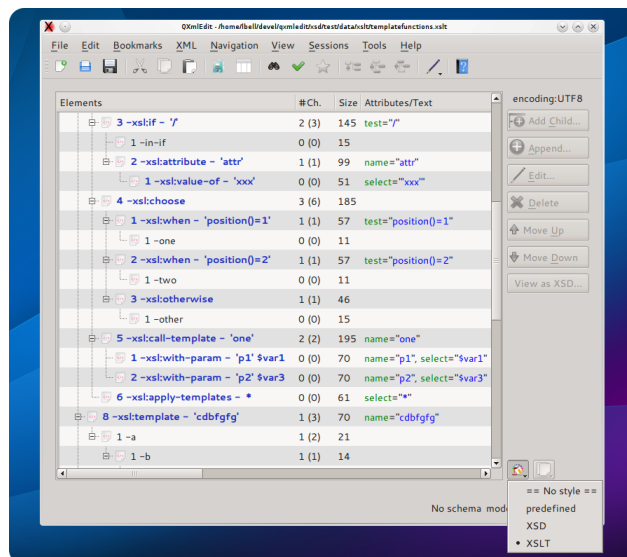 QXmlEdit - /home/lbell/devel/qxmledit/xsd/test/data/xslt/templatefunctions.xslt
File Edit Bookmarks XML Navigation View Sessions Tools Help
Elements #Ch. Size Attributes/Text
encoding:UTF8
3 -xsl:if - '/' 2 (3) 145 test="/"
1 -in-if 0 (0) 15
2 -xsl:attribute - 'attr' 1 (1) 99 name="attr"
1 -xsl:value-of - 'xxx' 0 (0) 51 select="'xxx'"
4 -xsl:choose 3 (6) 185
1 -xsl:when - 'position()=1' 1 (1) 57 test="position()=1"
1 -one 0 (0) 11
2 -xsl:when - 'position()=2' 1 (1) 57 test="position()=2"
1 -two 0 (0) 11
3 -xsl:otherwise 1 (1) 46
1 -other 0 (0) 15
5 -xsl:call-template - 'one' 2 (2) 195 name="one"
1 -xsl:with-param - 'p1' $var1 0 (0) 70 name="p1", select="$var1"
2 -xsl:with-param - 'p2' $var3 0 (0) 70 name="p2", select="$var3"
6 -xsl:apply-templates - * 0 (0) 61 select="*"
8 -xsl:template - 'cdbfgfg' 1 (3) 70 name="cdbfgfg"
1 -a 1 (2) 21
1 -b 1 (1) 14
Add Child...
Append...
Edit...
Delete
Move Up
Move Down
View as XSD...
No schema
== No style ==
predefined
XSD
• XSLT